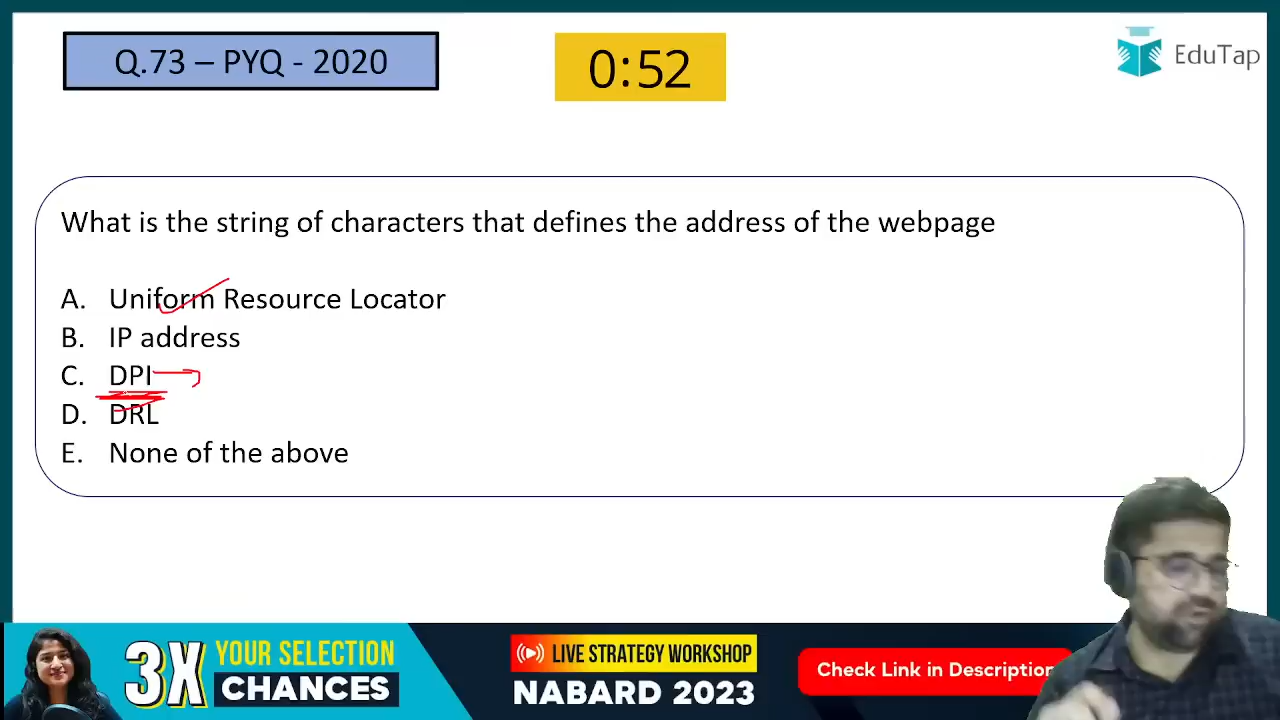 Q.73 – PYQ - 2020
0:52
EduTap
What is the string of characters that defines the address of the webpage
A. Uniform Resource Locator
B. IP address
C. DPI
D. DRL
E. None of the above
3X YOUR SELECTION CHANCES
LIVE STRATEGY WORKSHOP
NABARD 2023
Check Link in Description